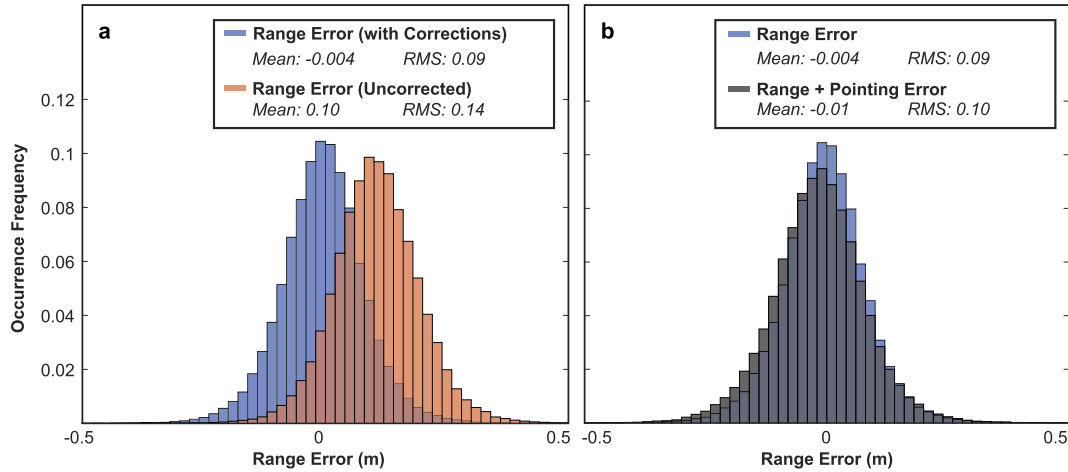 a
Range Error (with Corrections)
Mean: -0.004 RMS: 0.09
Range Error (Uncorrected)
Mean: 0.10 RMS: 0.14
0.12
0.1
0.08
0.06
0.04
0.02
Occurrence Frequency
-0.5 0 0.5
Range Error (m)
b
Range Error
Mean: -0.004 RMS: 0.09
Range + Pointing Error
Mean: -0.01 RMS: 0.10
-0.5 0 0.5
Range Error (m)